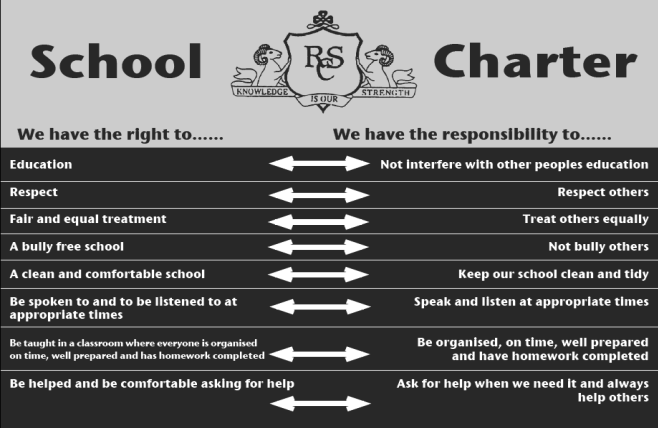 School Charter
RSC
KNOWLEDGE IS OUR STRENGTH
We have the right to......
We have the responsibility to......
Education
Not interfere with other peoples education
Respect
Respect others
Fair and equal treatment
Treat others equally
A bully free school
Not bully others
A clean and comfortable school
Keep our school clean and tidy
Be spoken to and to be listened to at
appropriate times
Speak and listen at appropriate times
Be taught in a classroom where everyone is organised
on time, well prepared and has homework completed
Be organised, on time, well prepared
and have homework completed
Be helped and be comfortable asking for help
Ask for help when we need it and always
help others